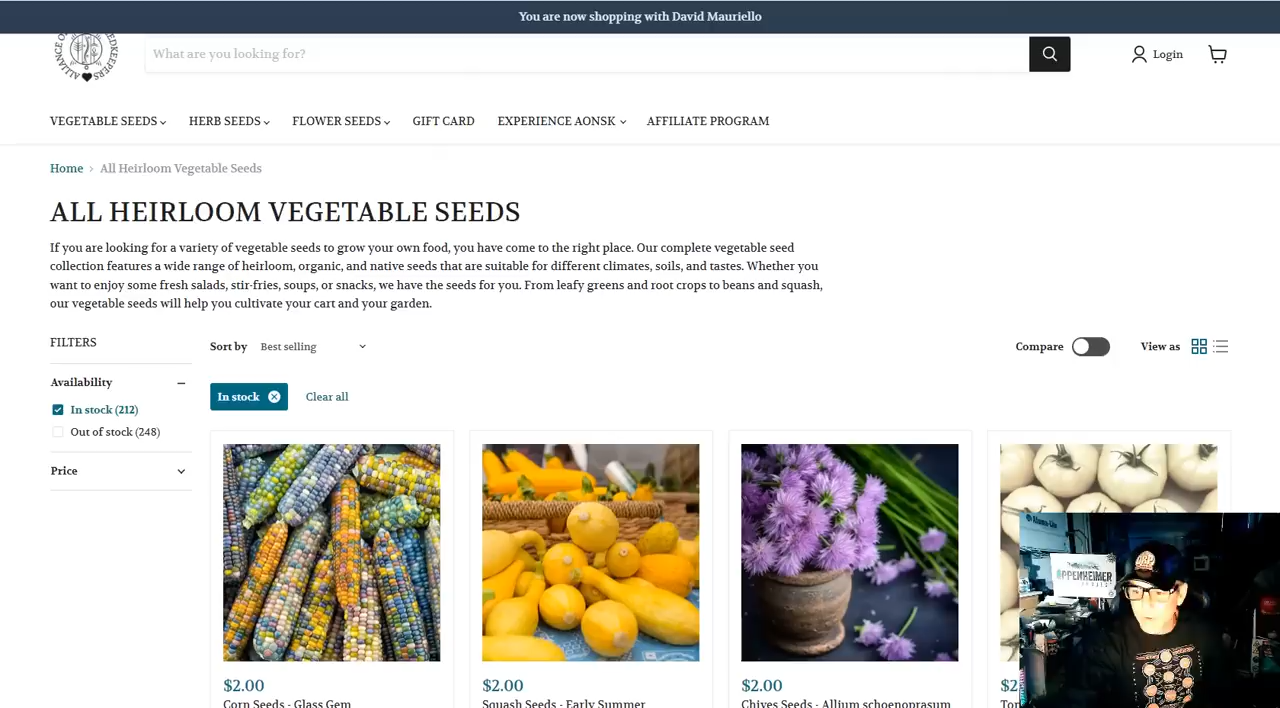 You are now shopping with David Mauriello
What are you looking for?
Login
VEGETABLE SEEDS
HERB SEEDS
FLOWER SEEDS
GIFT CARD
EXPERIENCE AONSK
AFFILIATE PROGRAM
Home > All Heirloom Vegetable Seeds
ALL HEIRLOOM VEGETABLE SEEDS
If you are looking for a variety of vegetable seeds to grow your own food, you have come to the right place. Our complete vegetable seed
collection features a wide range of heirloom, organic, and native seeds that are suitable for different climates, soils, and tastes. Whether you
want to enjoy some fresh salads, stir-fries, soups, or snacks, we have the seeds for you. From leafy greens and root crops to beans and squash,
our vegetable seeds will help you cultivate your cart and your garden.
FILTERS
Sort by Best selling
Compare
View as
Availability
In stock
Clear all
In stock (212)
Out of stock (248)
Price
$2.00
$2.00
$2.00
Corn Seeds - Glass Gem
Squash Seeds - Early Summer
Chives Seeds - Allium schoenoprasum